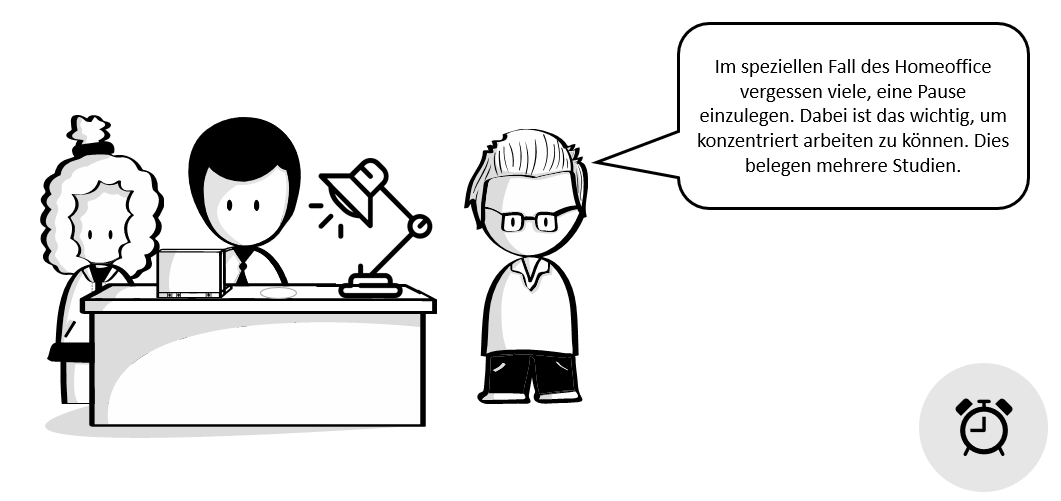 Im speziellen Fall des Homeoffice
vergessen viele, eine Pause
einzulegen. Dabei ist das wichtig, um
konzentriert arbeiten zu können. Dies
belegen mehrere Studien.